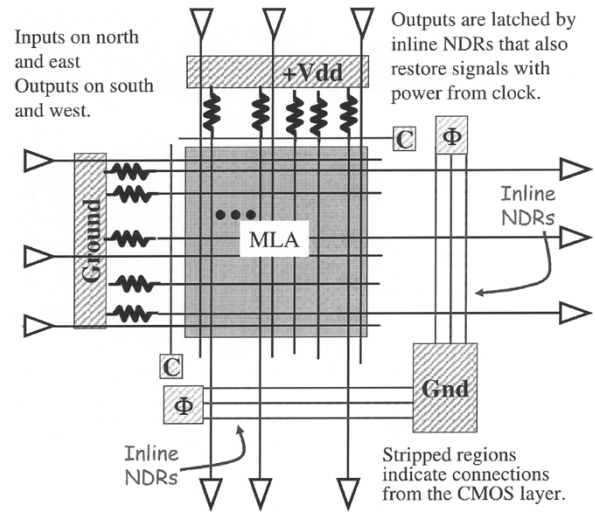 Inputs on north
and east
Outputs on south
and west.
Outputs are latched by
inline NDRs that also
restore signals with
power from clock.
+Vdd
C
Φ
Ground
Inline
NDRs
MLA
C
Φ
Gnd
Inline
NDRs
Stripped regions
indicate connections
from the CMOS layer.